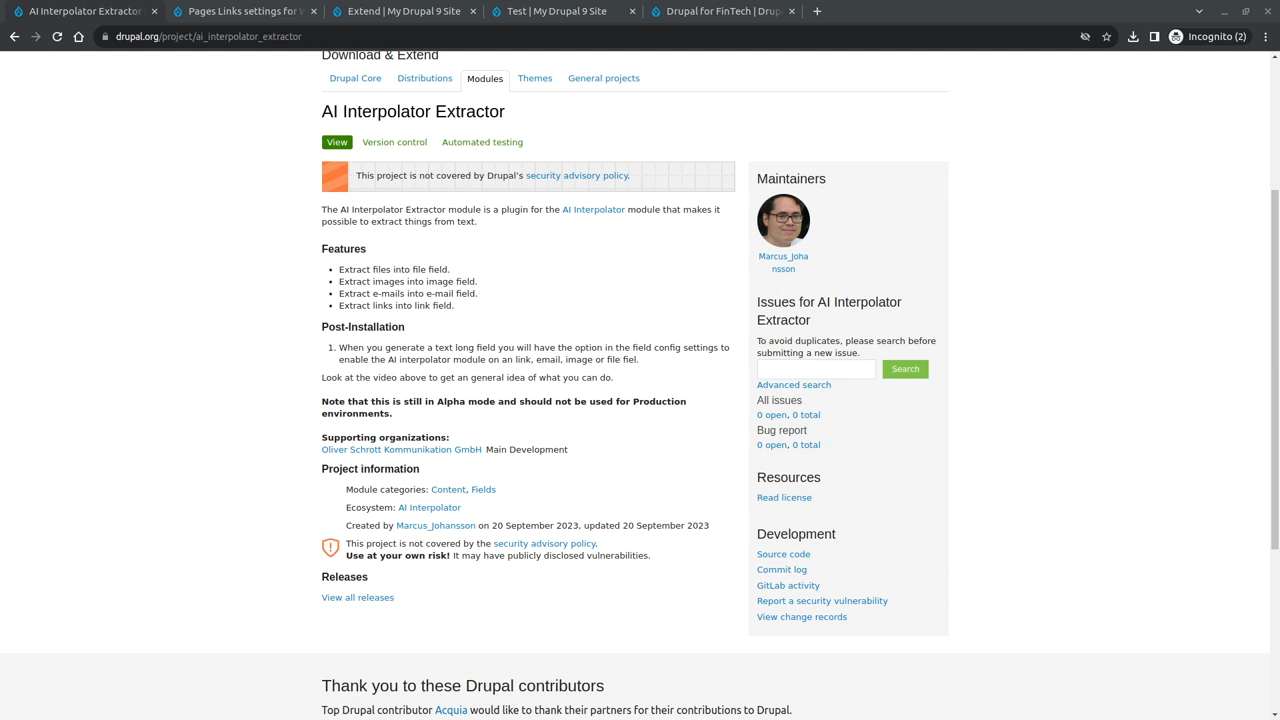 AI Interpolator Extractor
Pages Links settings for W
Extend | My Drupal 9 Site
Test | My Drupal 9 Site
Drupal for FinTech | Drup
drupal.org/project/ai_interpolator_extractor
Incognito (2)
Download & Extend
Drupal Core
Distributions
Modules
Themes
General projects
AI Interpolator Extractor
View
Version control
Automated testing
This project is not covered by Drupal's security advisory policy.
The AI Interpolator Extractor module is a plugin for the AI Interpolator module that makes it
possible to extract things from text.
Features
• Extract files into file field.
• Extract images into image field.
• Extract e-mails into e-mail field.
• Extract links into link field.
Post-Installation
1. When you generate a text long field you will have the option in the field config settings to
enable the AI interpolator module on an link, email, image or file fiel.
Look at the video above to get an general idea of what you can do.
Note that this is still in Alpha mode and should not be used for Production
environments.
Supporting organizations:
Oliver Schrott Kommunikation GmbH Main Development
Project information
Module categories: Content, Fields
Ecosystem: AI Interpolator
Created by Marcus_Johansson on 20 September 2023, updated 20 September 2023
This project is not covered by the security advisory policy.
Use at your own risk! It may have publicly disclosed vulnerabilities.
Releases
View all releases
Maintainers
Marcus_Joha
nsson
Issues for AI Interpolator
Extractor
To avoid duplicates, please search before
submitting a new issue.
Search
Advanced search
All issues
0 open, 0 total
Bug report
0 open, 0 total
Resources
Read license
Development
Source code
Commit log
GitLab activity
Report a security vulnerability
View change records
Thank you to these Drupal contributors
Top Drupal contributor Acquia would like to thank their partners for their contributions to Drupal.